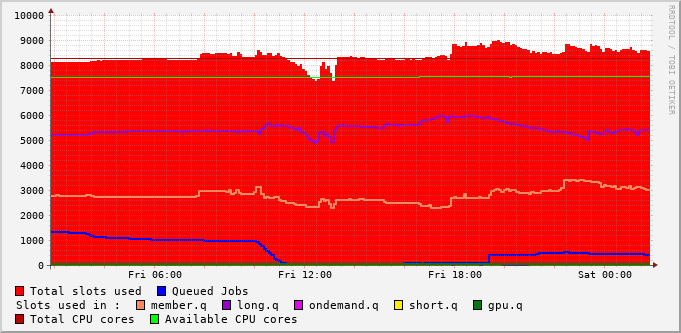 10000
9000
8000
7000
6000
5000
4000
3000
2000
1000
0
Fri 06:00 Fri 12:00 Fri 18:00 Sat 00:00
Total slots used Queued Jobs
Slots used in : member.q long.q ondemand.q short.q gpu.q
Total CPU cores Available CPU cores
RRDTOOL / TOBI OETIKER